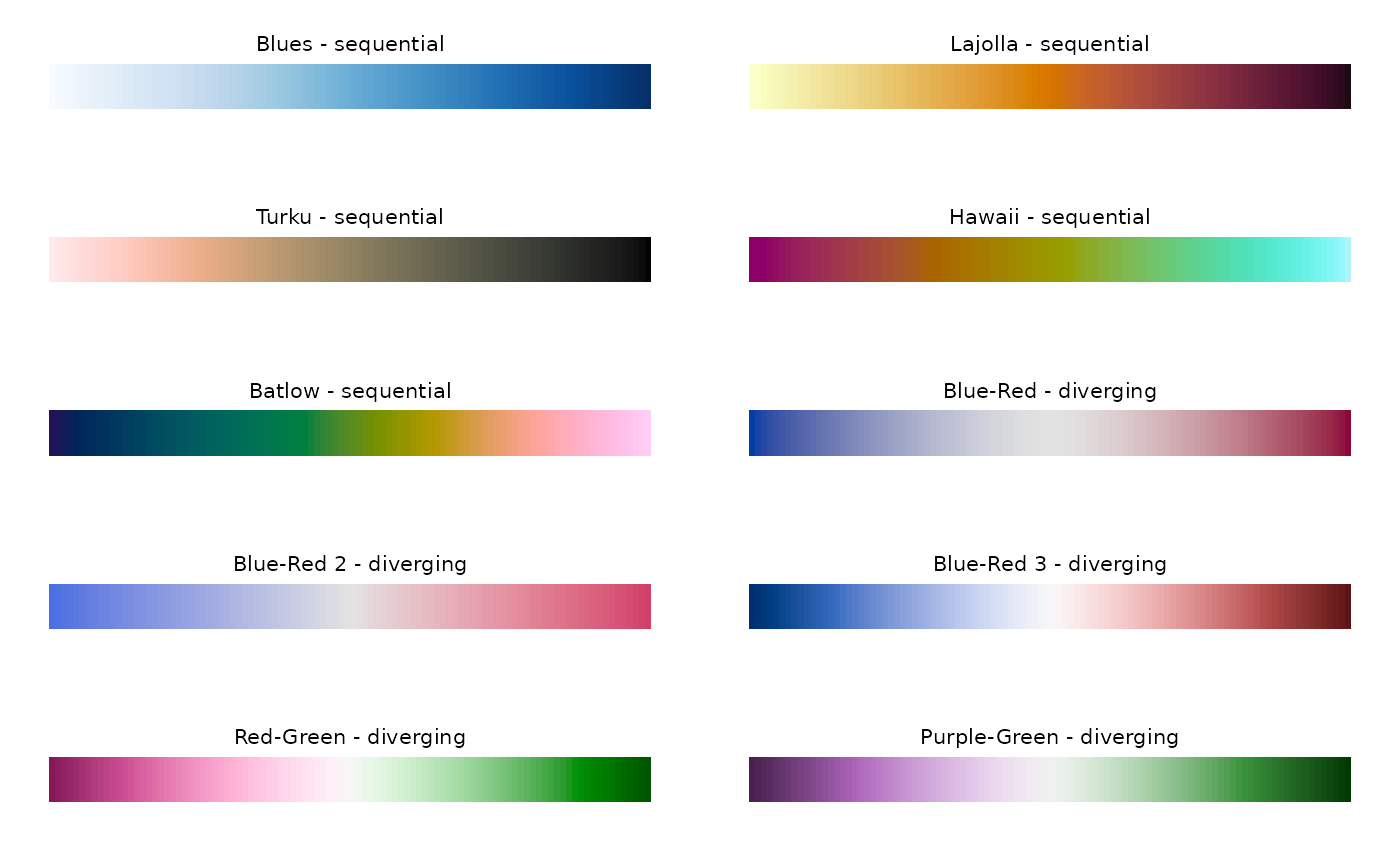 Blues - sequential
Lajolla - sequential
Turku - sequential
Hawaii - sequential
Batlow - sequential
Blue-Red - diverging
Blue-Red 2 - diverging
Blue-Red 3 - diverging
Red-Green - diverging
Purple-Green - diverging